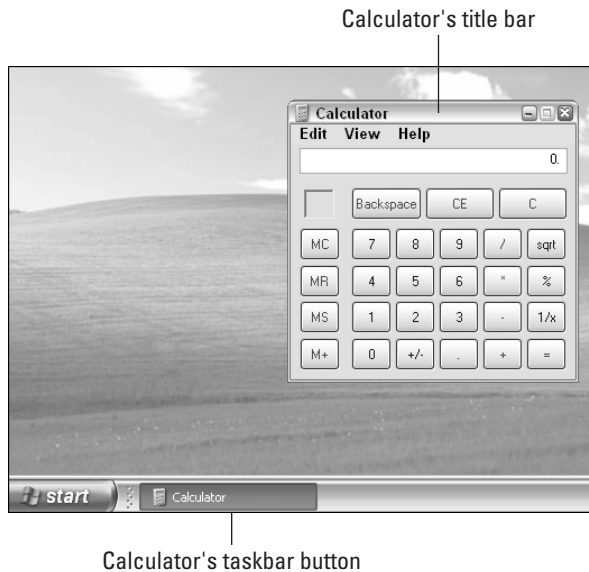 Calculator's title bar
Calculator
Edit View Help
0.
Backspace CE C
MC 7 8 9 / sqrt
MR 4 5 6 * %
MS 1 2 3 - 1/x
M+ 0 +/- . + =
start Calculator
Calculator's taskbar button